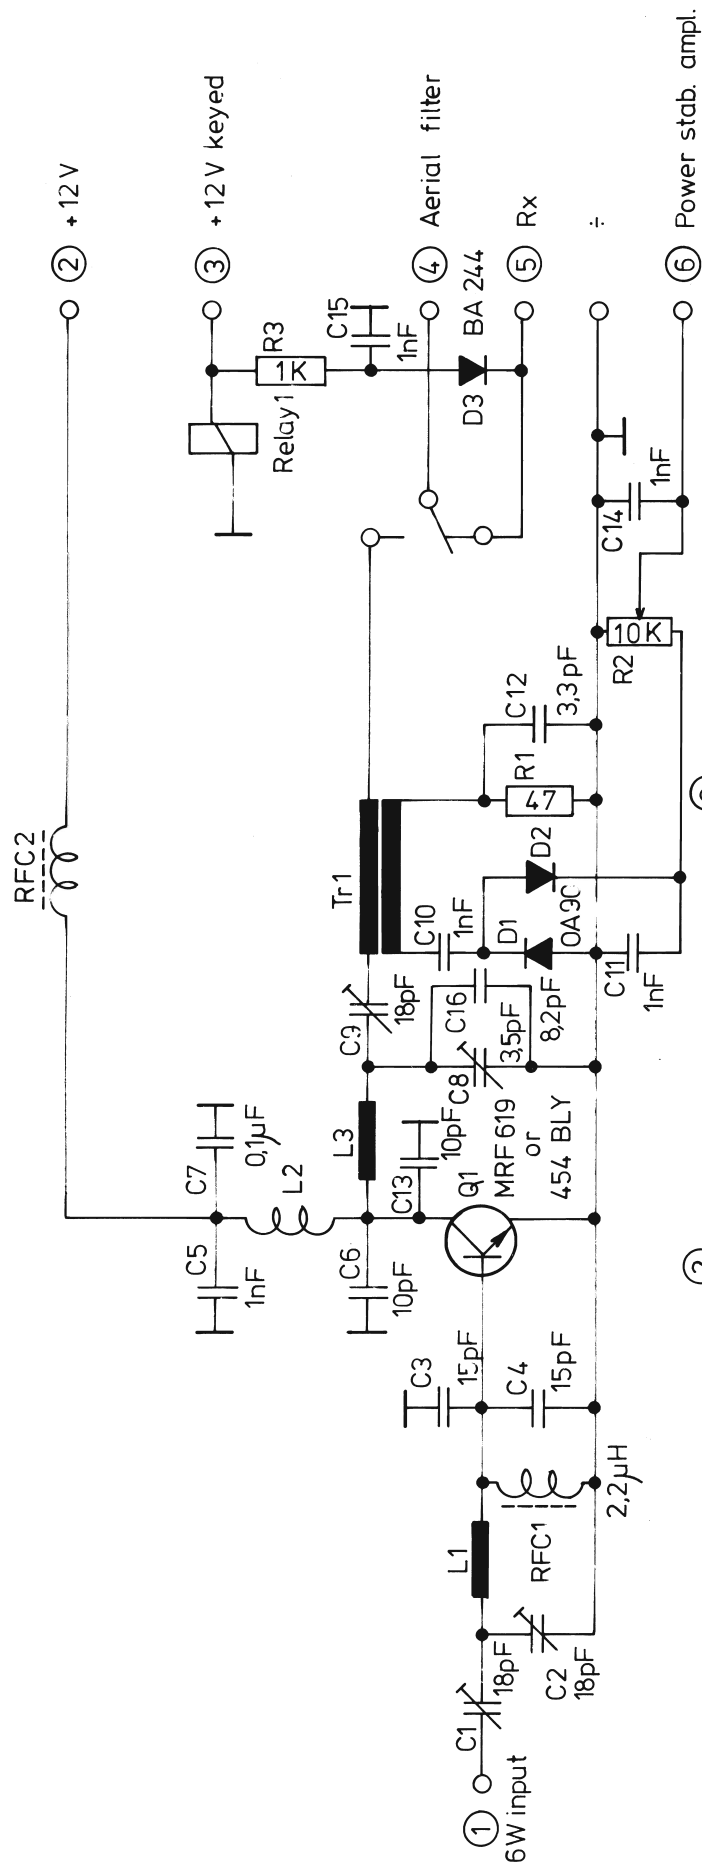 ② +12V
③ +12V keyed
④ Aerial filter
⑤ Rx
÷
⑥ Power stab. ampl.
RFC2
Relay1
R3
1K
C15
1nF
D3
BA 244
C14
1nF
R2
10K
C12
3,3pF
R1
47
Tr1
C10
1nF
D1
D2
OA90
C11
1nF
C9
18pF
C16
8,2pF
C8
3,5pF
L3
C13
10pF
C7
0,1µF
L2
C5
1nF
C6
10pF
Q1
MRF 619
or
454 BLY
C3
15pF
C4
15pF
L1
RFC1
2,2µH
C2
18pF
C1
18pF
①
6W input